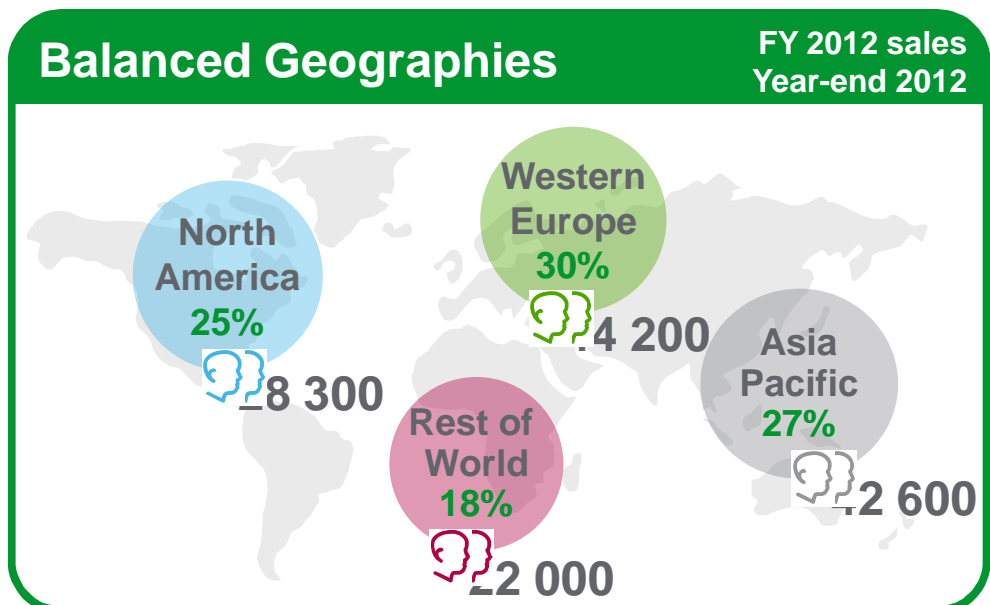 Balanced Geographies
FY 2012 sales
Year-end 2012
Western
Europe
30%
4 200
North
America
25%
8 300
Asia
Pacific
27%
2 600
Rest of
World
18%
2 000